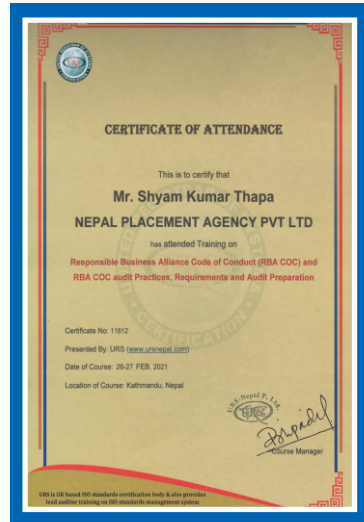 CERTIFICATE OF ATTENDANCE
This is to certify that
Mr. Shyam Kumar Thapa
NEPAL PLACEMENT AGENCY PVT LTD
has attended Training on
Responsible Business Alliance Code of Conduct (RBA COC) and
RBA COC audit Practices, Requirements and Audit Preparation
CERTIFICATION
Certificate No: 11812
Presented By: URS (www.ursnepal.com)
Date of Course: 26-27 FEB, 2021
Location of Course: Kathmandu, Nepal
URS-Nepal P. Ltd.
Course Manager
URS is UK based ISO standards certification body & also provides
lead auditor training on ISO standards management system